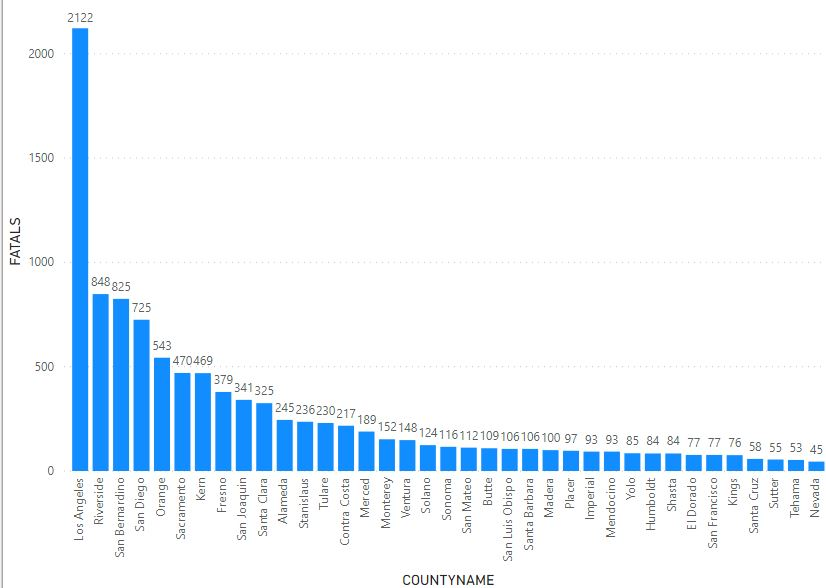 2122
2000
1500
FATALS
1000
848 825
725
543
500
470 469
379
341 325
245 236 230 217
189
152 148
124 116 112 109 106 106 100 97 93 93 85 84 84 77 77 76
58 55 53 45
0
Los Angeles
Riverside
San Bernardino
San Diego
Orange
Sacramento
Kern
Fresno
San Joaquin
Santa Clara
Alameda
Stanislaus
Tulare
Contra Costa
Merced
Monterey
Ventura
Solano
Sonoma
San Mateo
Butte
San Luis Obispo
Santa Barbara
Madera
Placer
Imperial
Mendocino
Yolo
Humboldt
Shasta
El Dorado
San Francisco
Kings
Santa Cruz
Sutter
Tehama
Nevada
COUNTYNAME